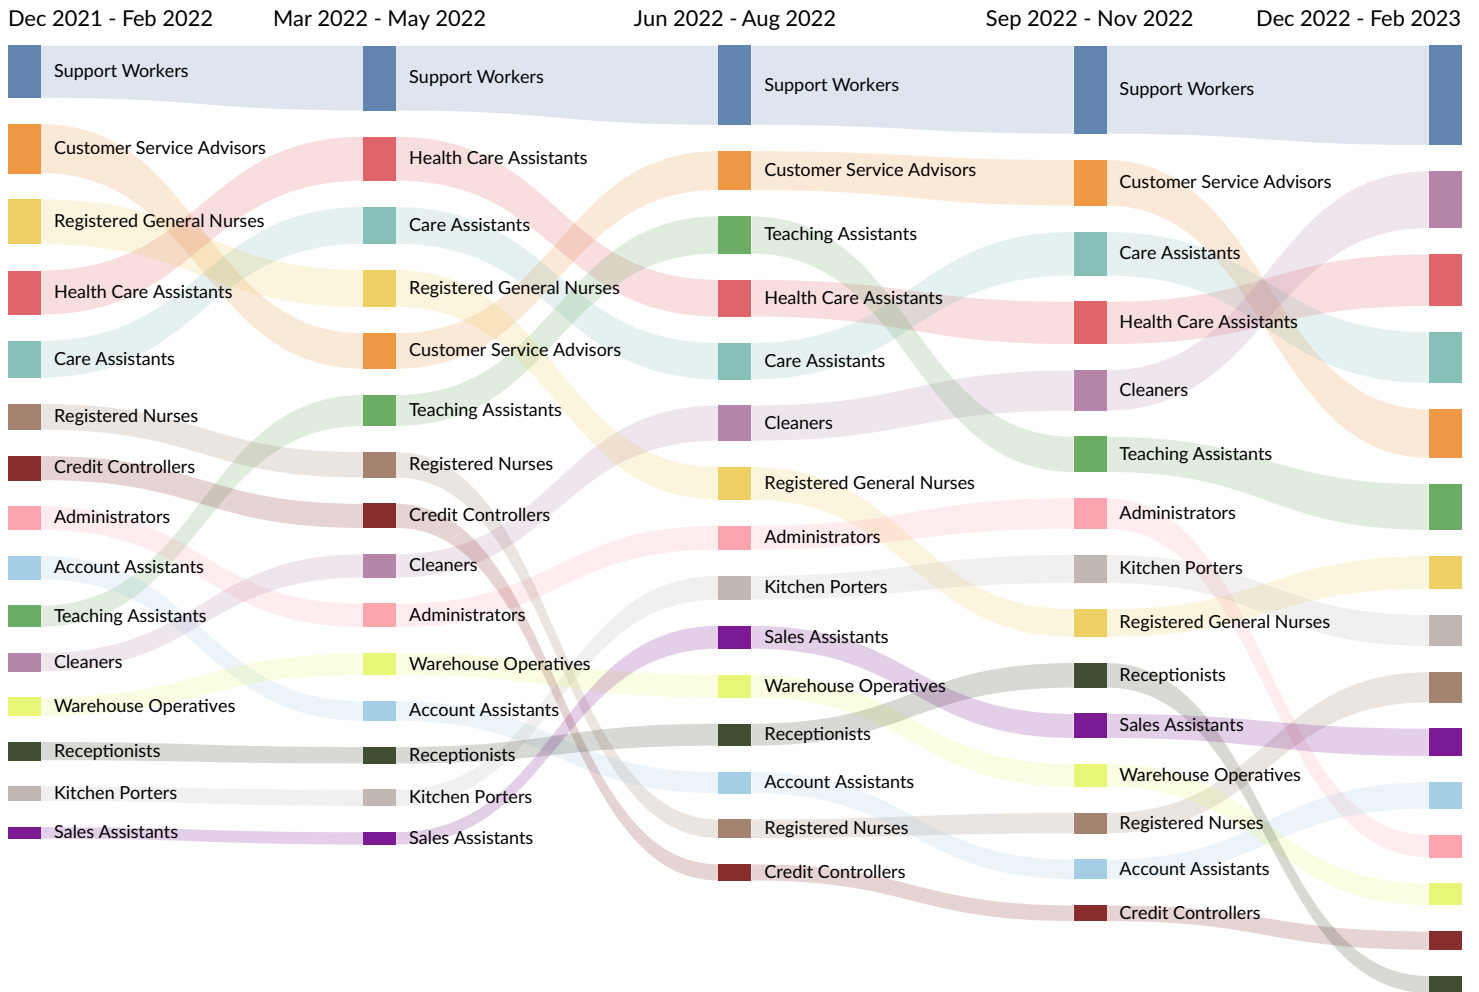 Dec 2021 - Feb 2022
Mar 2022 - May 2022
Jun 2022 - Aug 2022
Sep 2022 - Nov 2022
Dec 2022 - Feb 2023
Support Workers
Customer Service Advisors
Registered General Nurses
Health Care Assistants
Care Assistants
Registered Nurses
Credit Controllers
Administrators
Account Assistants
Teaching Assistants
Cleaners
Warehouse Operatives
Receptionists
Kitchen Porters
Sales Assistants
Support Workers
Health Care Assistants
Care Assistants
Registered General Nurses
Customer Service Advisors
Teaching Assistants
Registered Nurses
Credit Controllers
Cleaners
Administrators
Warehouse Operatives
Account Assistants
Receptionists
Kitchen Porters
Sales Assistants
Support Workers
Customer Service Advisors
Teaching Assistants
Health Care Assistants
Care Assistants
Cleaners
Registered General Nurses
Administrators
Kitchen Porters
Sales Assistants
Warehouse Operatives
Receptionists
Account Assistants
Registered Nurses
Credit Controllers
Support Workers
Customer Service Advisors
Care Assistants
Health Care Assistants
Cleaners
Teaching Assistants
Administrators
Kitchen Porters
Registered General Nurses
Receptionists
Sales Assistants
Warehouse Operatives
Registered Nurses
Account Assistants
Credit Controllers